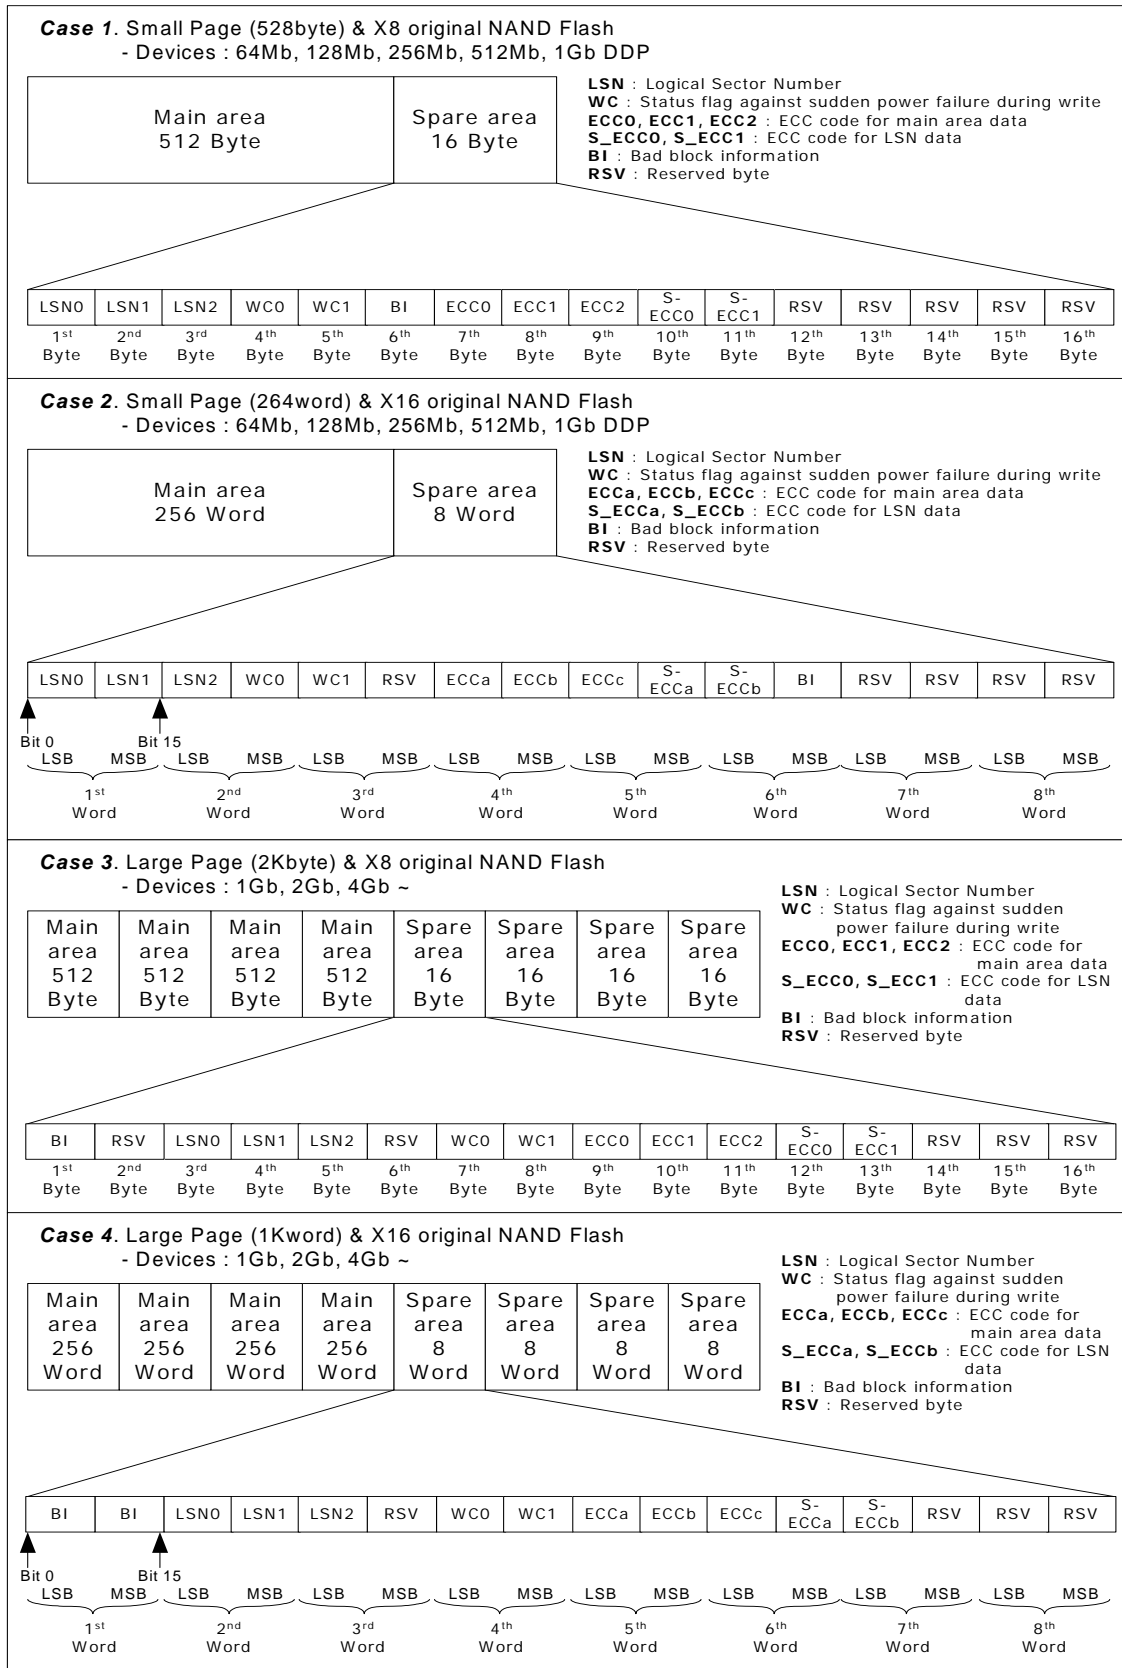 Case 1. Small Page (528byte) & X8 original NAND Flash
- Devices : 64Mb, 128Mb, 256Mb, 512Mb, 1Gb DDP
Main area
512 Byte
Spare area
16 Byte
LSN : Logical Sector Number
WC : Status flag against sudden power failure during write
ECC0, ECC1, ECC2 : ECC code for main area data
S_ECC0, S_ECC1 : ECC code for LSN data
BI : Bad block information
RSV : Reserved byte
LSN0 LSN1 LSN2 WC0 WC1 BI ECC0 ECC1 ECC2 S-ECC0 S-ECC1 RSV RSV RSV RSV RSV
1st 2nd 3rd 4th 5th 6th 7th 8th 9th 10th 11th 12th 13th 14th 15th 16th
Byte Byte Byte Byte Byte Byte Byte Byte Byte Byte Byte Byte Byte Byte Byte Byte
Case 2. Small Page (264word) & X16 original NAND Flash
- Devices : 64Mb, 128Mb, 256Mb, 512Mb, 1Gb DDP
Main area
256 Word
Spare area
8 Word
LSN : Logical Sector Number
WC : Status flag against sudden power failure during write
ECCa, ECCb, ECCc : ECC code for main area data
S_ECCa, S_ECCb : ECC code for LSN data
BI : Bad block information
RSV : Reserved byte
LSN0 LSN1 LSN2 WC0 WC1 RSV ECCa ECCb ECCc S-ECCa S-ECCb BI RSV RSV RSV RSV
Bit 0 Bit 15
LSB MSB LSB MSB LSB MSB LSB MSB LSB MSB LSB MSB LSB MSB LSB MSB
1st 2nd 3rd 4th 5th 6th 7th 8th
Word Word Word Word Word Word Word Word
Case 3. Large Page (2Kbyte) & X8 original NAND Flash
- Devices : 1Gb, 2Gb, 4Gb ~
Main Main Main Main Spare Spare Spare Spare
area area area area area area area area
512 512 512 512 16 16 16 16
Byte Byte Byte Byte Byte Byte Byte Byte
LSN : Logical Sector Number
WC : Status flag against sudden
power failure during write
ECC0, ECC1, ECC2 : ECC code for
main area data
S_ECC0, S_ECC1 : ECC code for LSN
data
BI : Bad block information
RSV : Reserved byte
BI RSV LSN0 LSN1 LSN2 RSV WC0 WC1 ECC0 ECC1 ECC2 S-ECC0 S-ECC1 RSV RSV RSV
1st 2nd 3rd 4th 5th 6th 7th 8th 9th 10th 11th 12th 13th 14th 15th 16th
Byte Byte Byte Byte Byte Byte Byte Byte Byte Byte Byte Byte Byte Byte Byte Byte
Case 4. Large Page (1Kword) & X16 original NAND Flash
- Devices : 1Gb, 2Gb, 4Gb ~
Main Main Main Main Spare Spare Spare Spare
area area area area area area area area
256 256 256 256 8 8 8 8
Word Word Word Word Word Word Word Word
LSN : Logical Sector Number
WC : Status flag against sudden
power failure during write
ECCa, ECCb, ECCc : ECC code for
main area data
S_ECCa, S_ECCb : ECC code for LSN
data
BI : Bad block information
RSV : Reserved byte
BI BI LSN0 LSN1 LSN2 RSV WC0 WC1 ECCa ECCb ECCc S-ECCa S-ECCb RSV RSV RSV
Bit 0 Bit 15
LSB MSB LSB MSB LSB MSB LSB MSB LSB MSB LSB MSB LSB MSB LSB MSB
1st 2nd 3rd 4th 5th 6th 7th 8th
Word Word Word Word Word Word Word Word